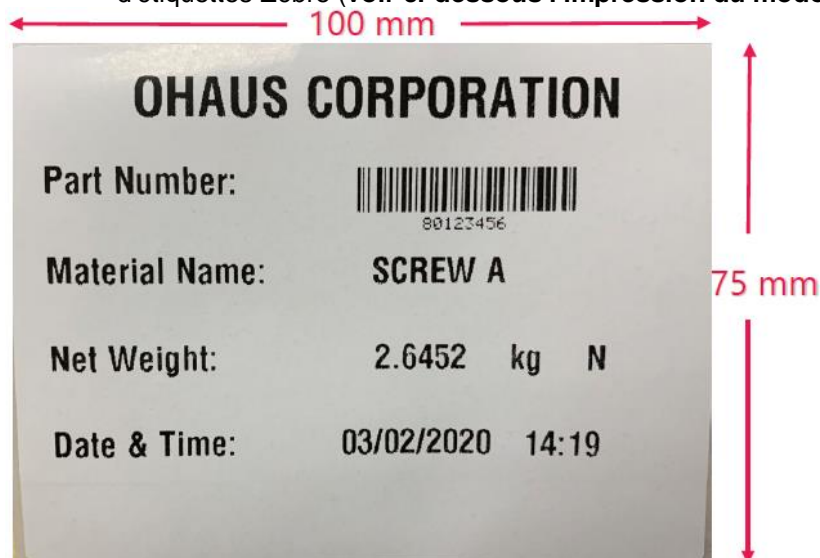 100 mm
OHAUS CORPORATION
Part Number:
80123456
Material Name: SCREW A
75 mm
Net Weight: 2.6452 kg N
Date & Time: 03/02/2020 14:19